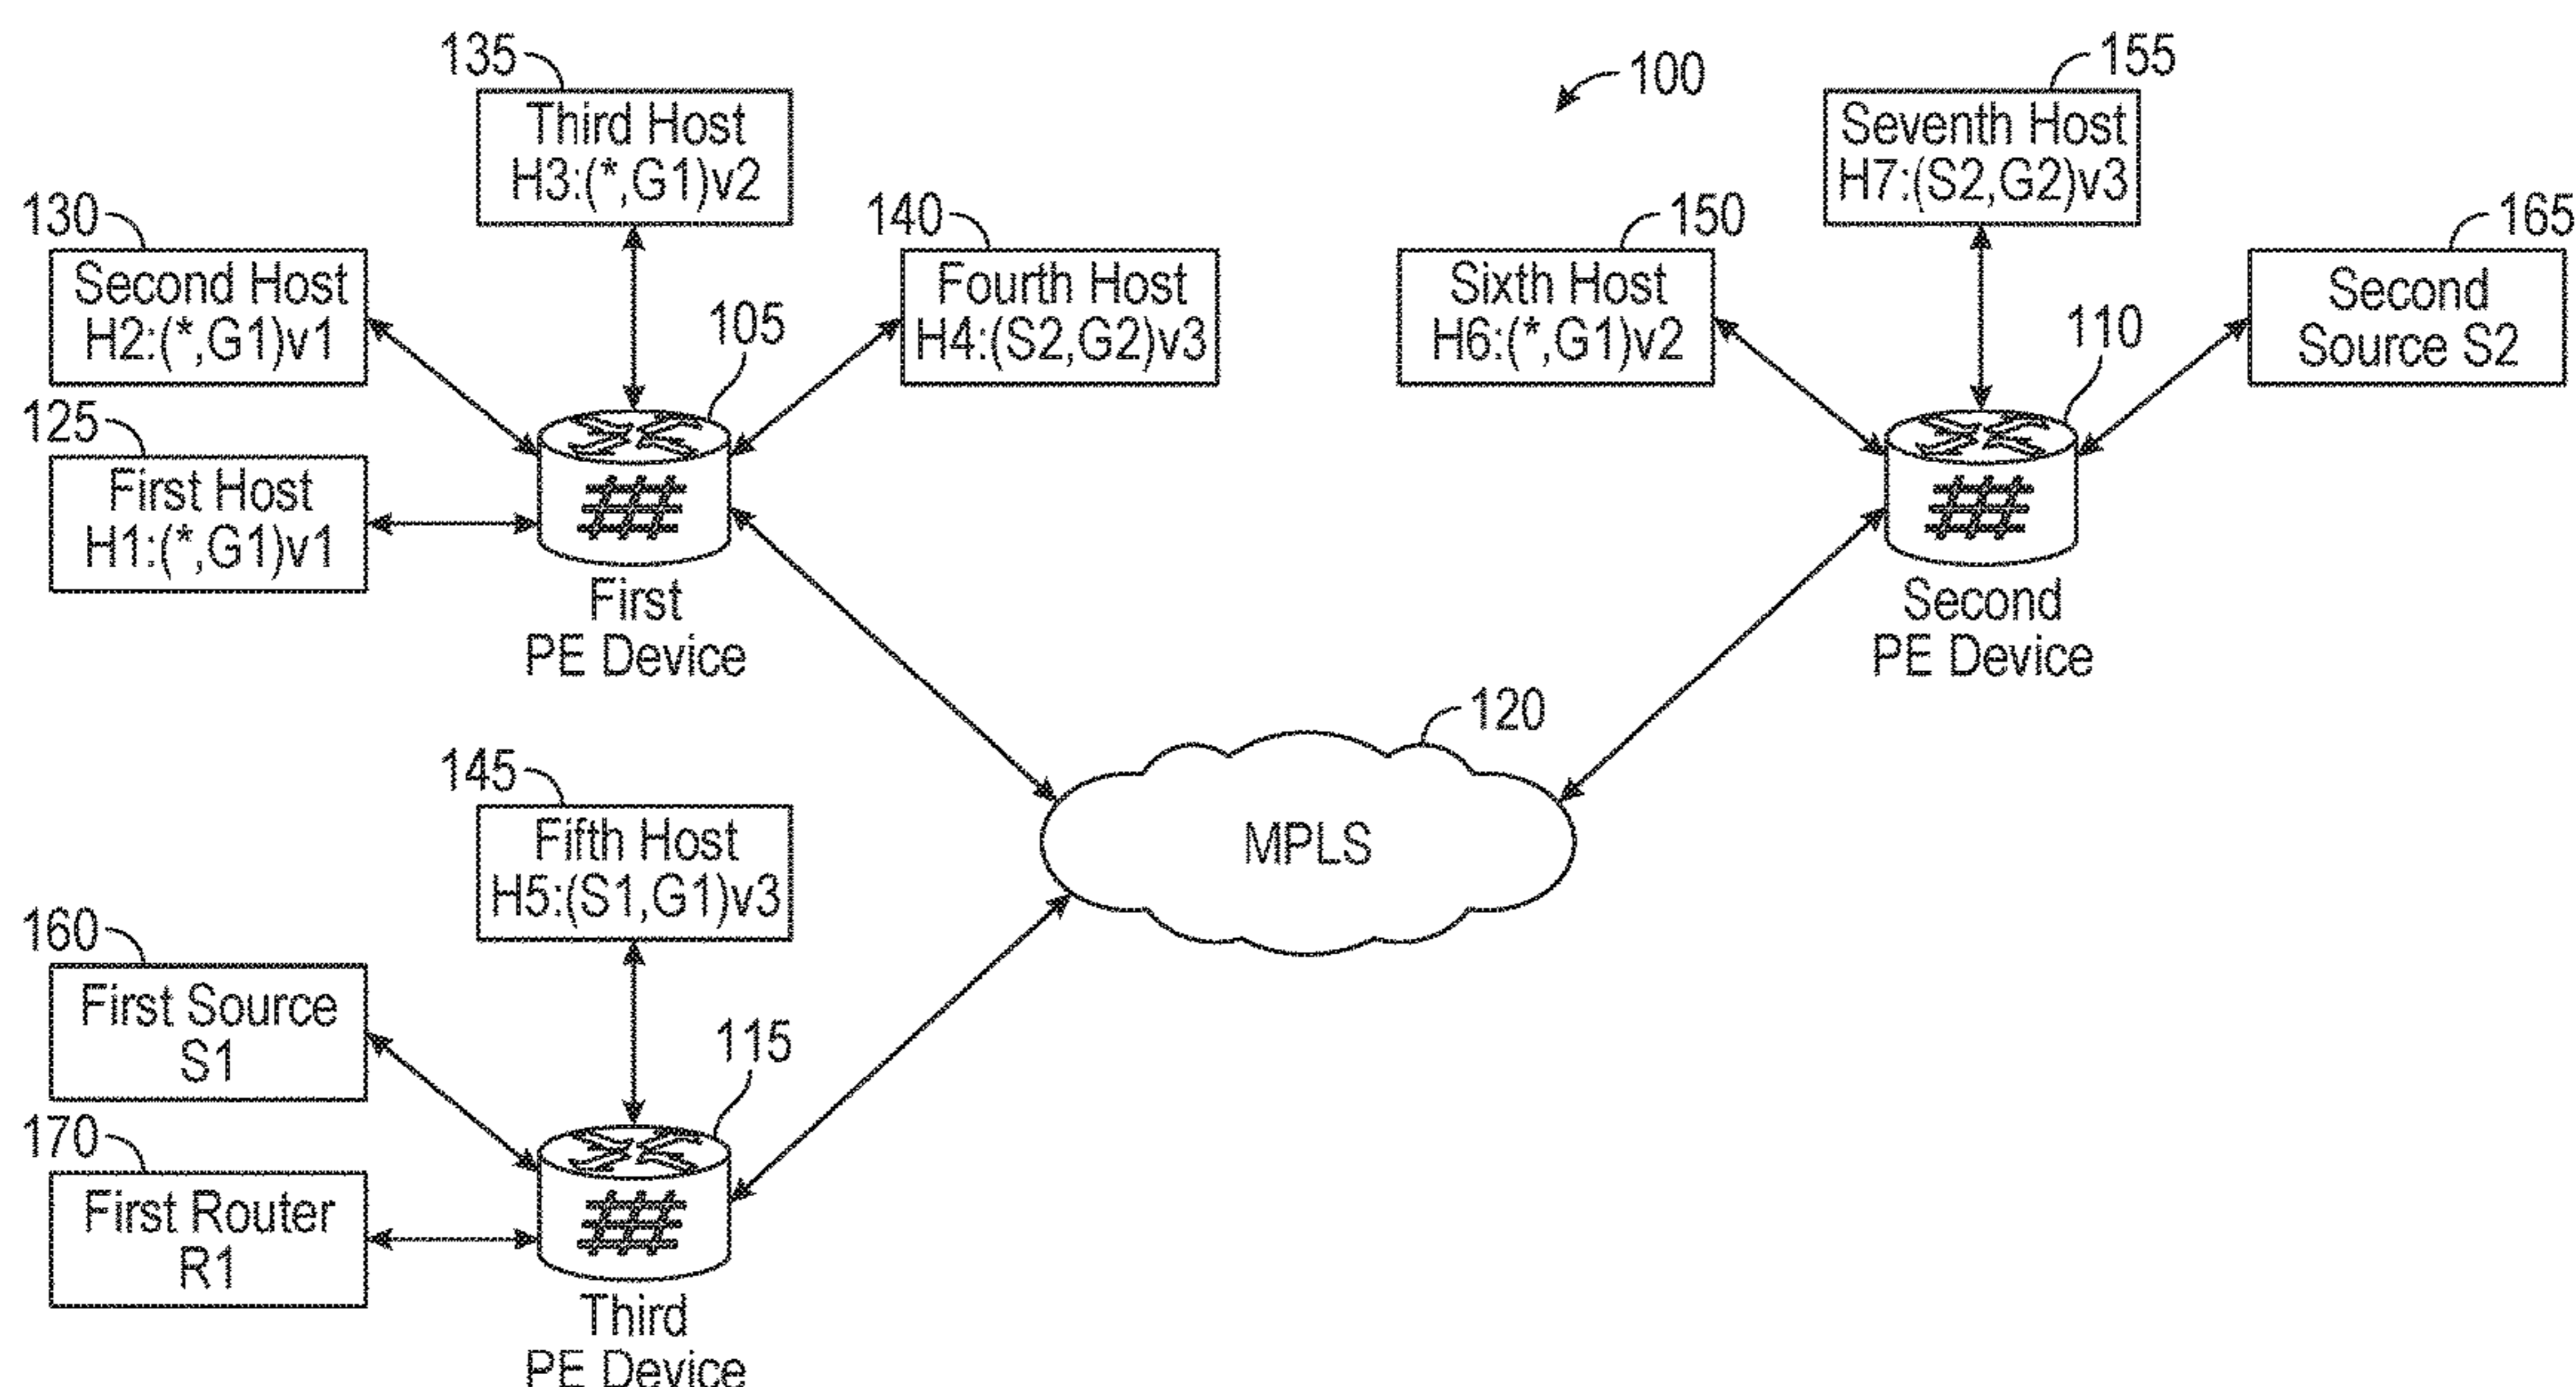 135
Third Host
H3:(*,G1)v2
100
155
Seventh Host
H7:(S2,G2)v3
130
Second Host
H2:(*,G1)v1
140
Fourth Host
H4:(S2,G2)v3
150
Sixth Host
H6:(*,G1)v2
165
Second
Source S2
105
110
125
First Host
H1:(*,G1)v1
First
PE Device
Second
PE Device
120
MPLS
145
Fifth Host
H5:(S1,G1)v3
160
First Source
S1
115
170
First Router
R1
Third
PE Device